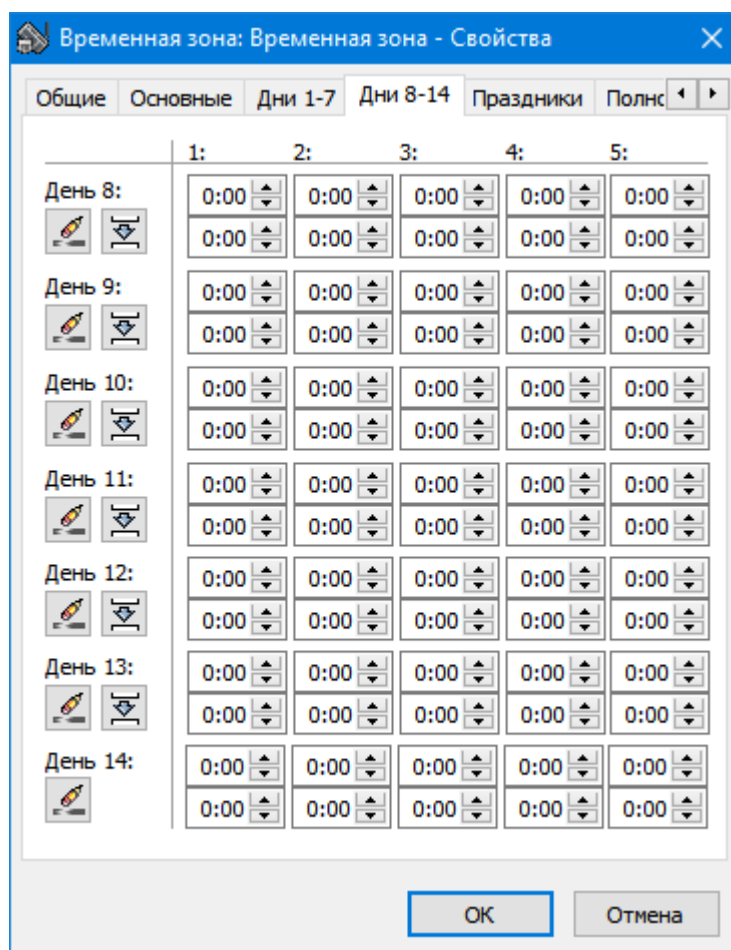 Временная зона: Временная зона - Свойства
Общие Основные Дни 1-7 Дни 8-14 Праздники Полнс
1: 2: 3: 4: 5:
День 8: 0:00 0:00 0:00 0:00 0:00
0:00 0:00 0:00 0:00 0:00
День 9: 0:00 0:00 0:00 0:00 0:00
0:00 0:00 0:00 0:00 0:00
День 10: 0:00 0:00 0:00 0:00 0:00
0:00 0:00 0:00 0:00 0:00
День 11: 0:00 0:00 0:00 0:00 0:00
0:00 0:00 0:00 0:00 0:00
День 12: 0:00 0:00 0:00 0:00 0:00
0:00 0:00 0:00 0:00 0:00
День 13: 0:00 0:00 0:00 0:00 0:00
0:00 0:00 0:00 0:00 0:00
День 14: 0:00 0:00 0:00 0:00 0:00
0:00 0:00 0:00 0:00 0:00
OK Отмена